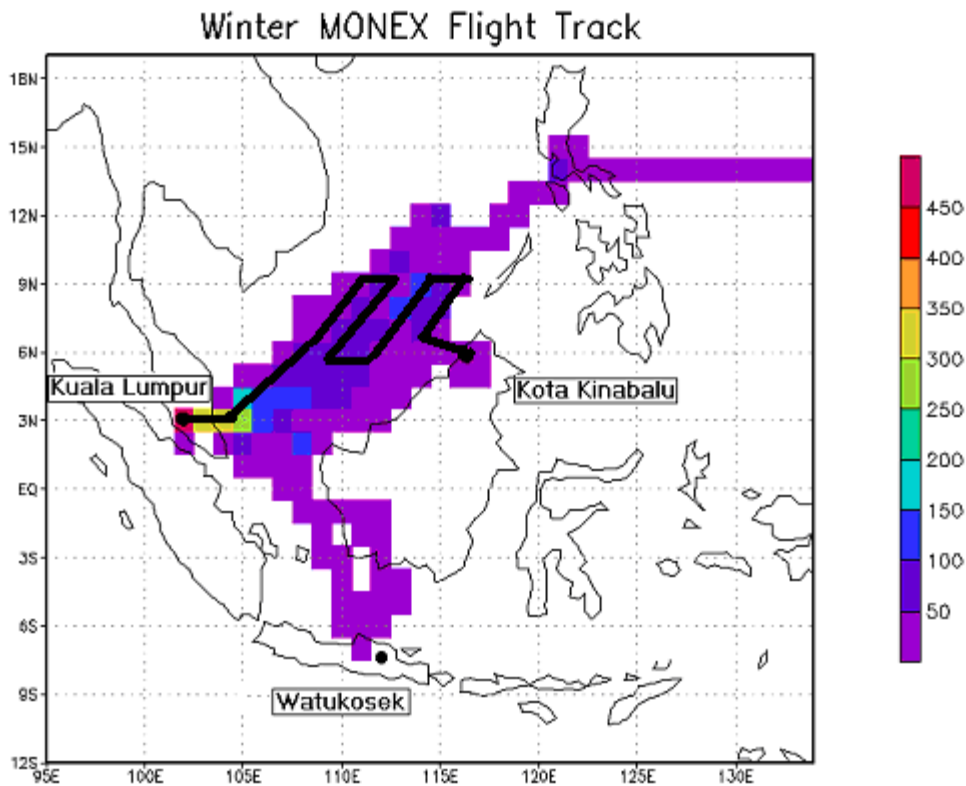 Winter MONEX Flight Track
18N
15N
12N
9N
6N
3N
EQ
3S
6S
9S
12S
95E 100E 105E 110E 115E 120E 125E 130E
Kuala Lumpur
Kota Kinabalu
Watukosek
450
400
350
300
250
200
150
100
50